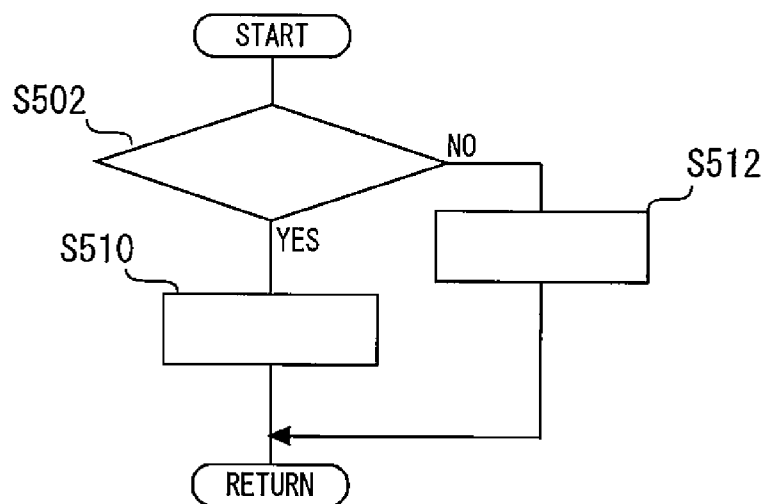 START
S502
NO
S512
YES
S510
RETURN